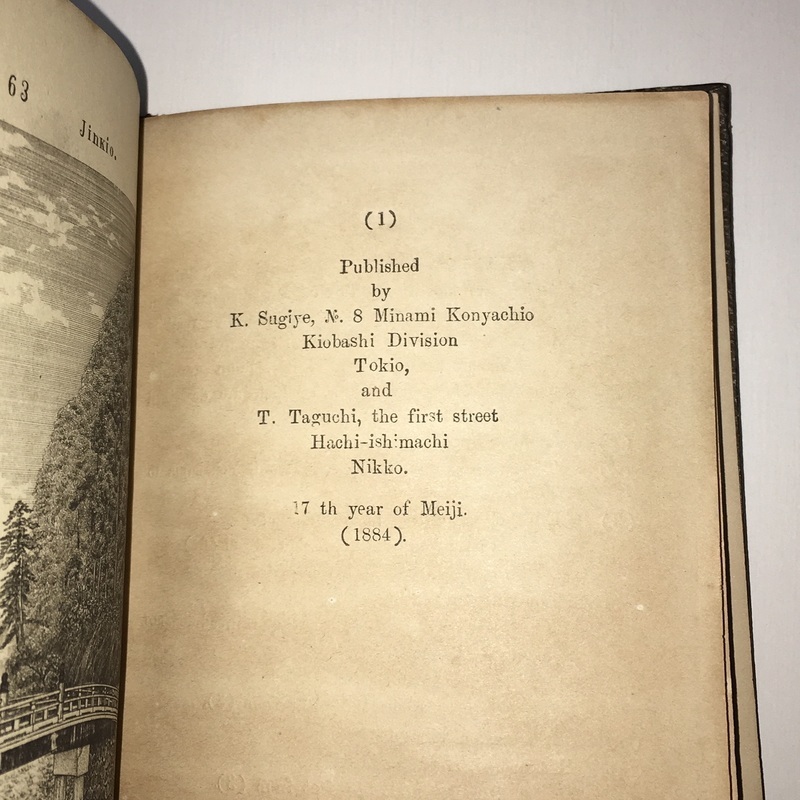 63
Jinkio.
(1)
Published
by
K. Sugiye, №. 8 Minami Konyachio
Kiobashi Division
Tokio,
and
T. Taguchi, the first street
Hachi-ishimachi
Nikko.
17 th year of Meiji.
(1884).